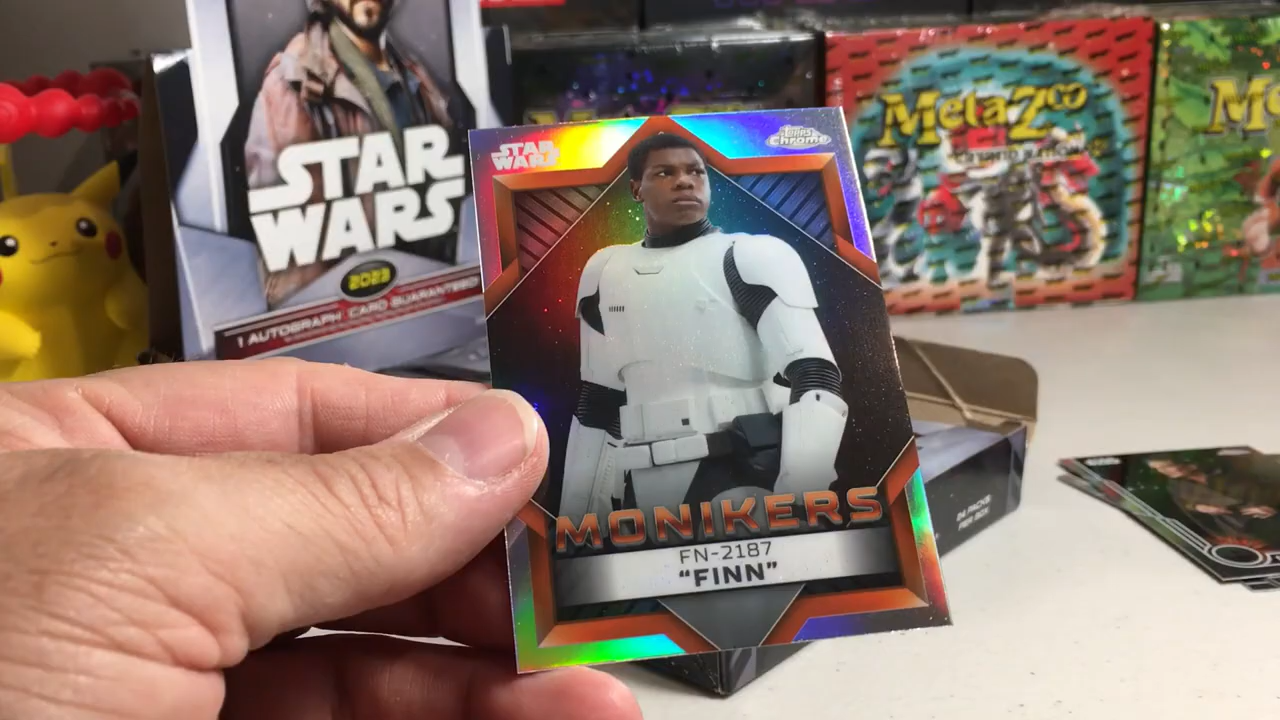 STAR
WARS
2023
1 AUTOGRAPH CARD GUARANTEED
STAR
WARS
Topps
Chrome
MONIKERS
FN-2187
"FINN"
MetaZoo
24 PACKS
PER BOX